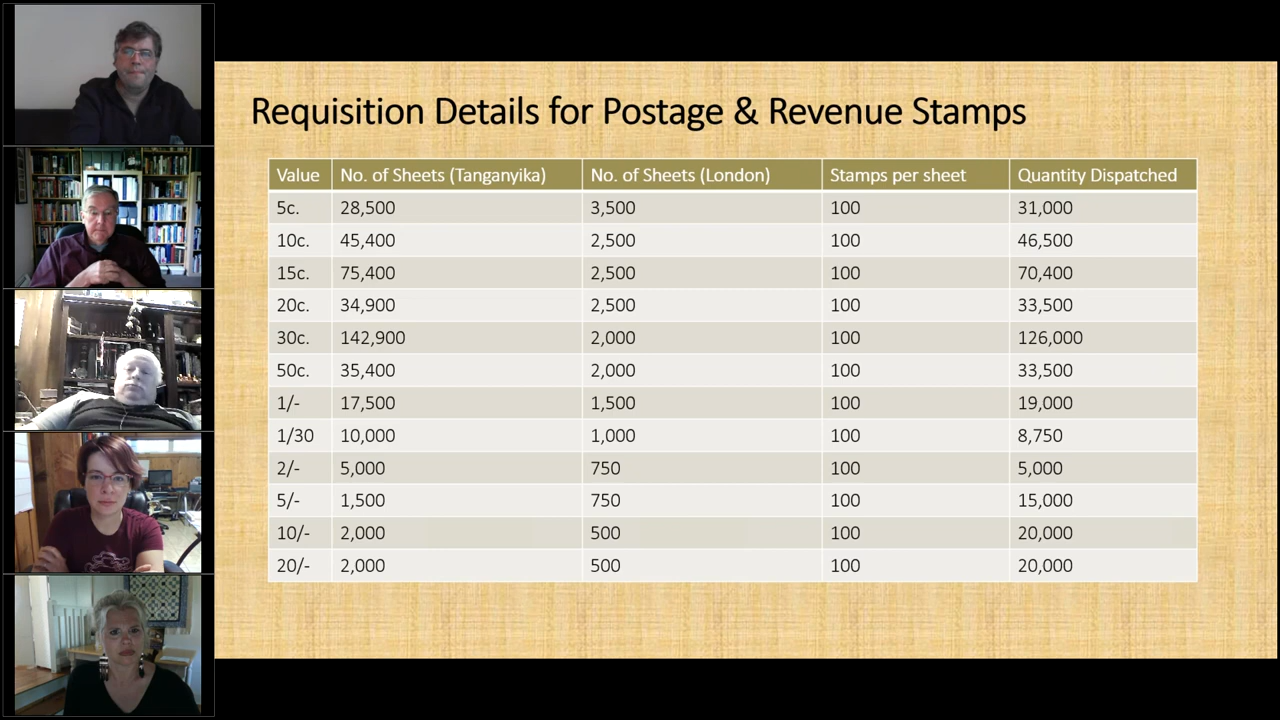 Requisition Details for Postage & Revenue Stamps
Value No. of Sheets (Tanganyika) No. of Sheets (London) Stamps per sheet Quantity Dispatched
5c. 28,500 3,500 100 31,000
10c. 45,400 2,500 100 46,500
15c. 75,400 2,500 100 70,400
20c. 34,900 2,500 100 33,500
30c. 142,900 2,000 100 126,000
50c. 35,400 2,000 100 33,500
1/- 17,500 1,500 100 19,000
1/30 10,000 1,000 100 8,750
2/- 5,000 750 100 5,000
5/- 1,500 750 100 15,000
10/- 2,000 500 100 20,000
20/- 2,000 500 100 20,000